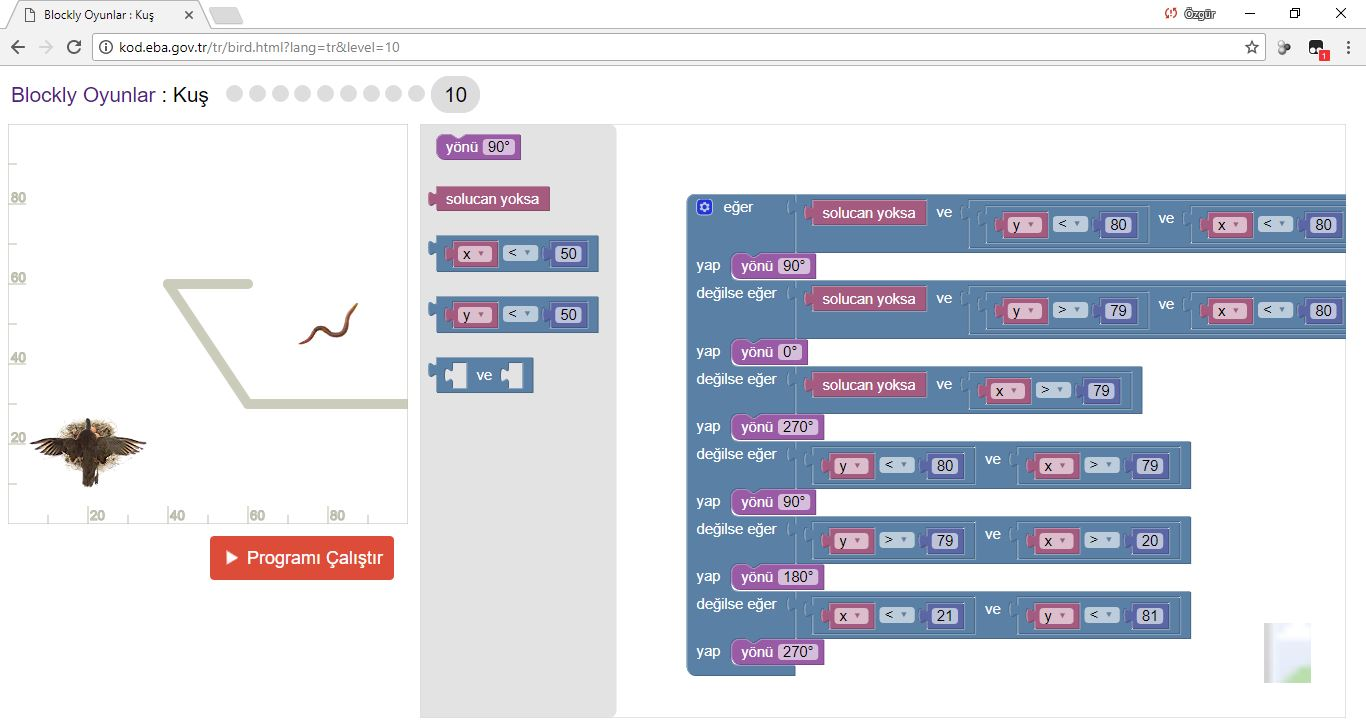 Blockly Oyunlar : Kuş
Özgür
kod.eba.gov.tr/tr/bird.html?lang=tr&level=10
1
Blockly Oyunlar : Kuş
10
80
60
40
20
20 40 60 80
Programı Çalıştır
yönü 90°
solucan yoksa
x < 50
y < 50
ve
eğer solucan yoksa ve y < 80 ve x < 80
yap yönü 90°
değilse eğer solucan yoksa ve y > 79 ve x < 80
yap yönü 0°
değilse eğer solucan yoksa ve x > 79
yap yönü 270°
değilse eğer y < 80 ve x > 79
yap yönü 90°
değilse eğer y > 79 ve x > 20
yap yönü 180°
değilse eğer x < 21 ve y < 81
yap yönü 270°